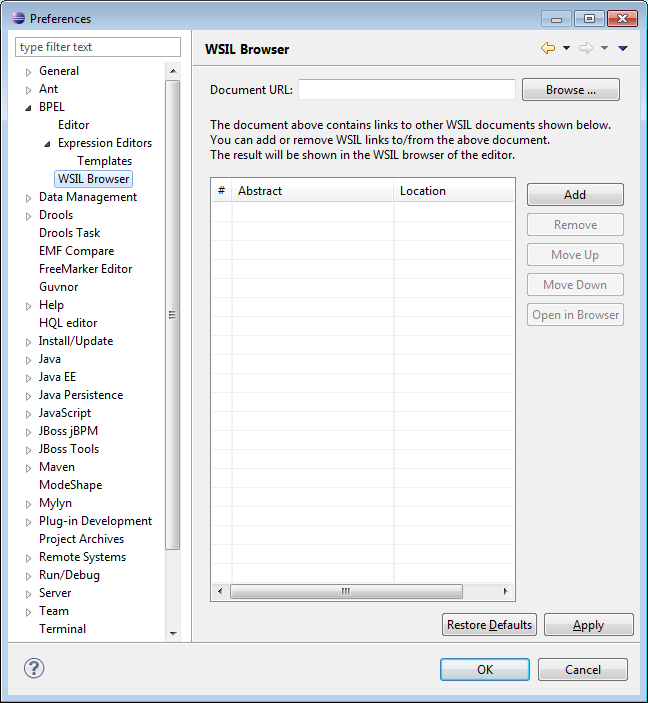 Preferences
type filter text
General
Ant
BPEL
Editor
Expression Editors
Templates
WSIL Browser
Data Management
Drools
Drools Task
EMF Compare
FreeMarker Editor
Guvnor
Help
HQL editor
Install/Update
Java
Java EE
Java Persistence
JavaScript
JBoss jBPM
JBoss Tools
Maven
ModeShape
Mylyn
Plug-in Development
Project Archives
Remote Systems
Run/Debug
Server
Team
Terminal
WSIL Browser
Document URL:
Browse ...
The document above contains links to other WSIL documents shown below.
You can add or remove WSIL links to/from the above document.
The result will be shown in the WSIL browser of the editor.
# Abstract Location
Add
Remove
Move Up
Move Down
Open in Browser
Restore Defaults Apply
? OK Cancel